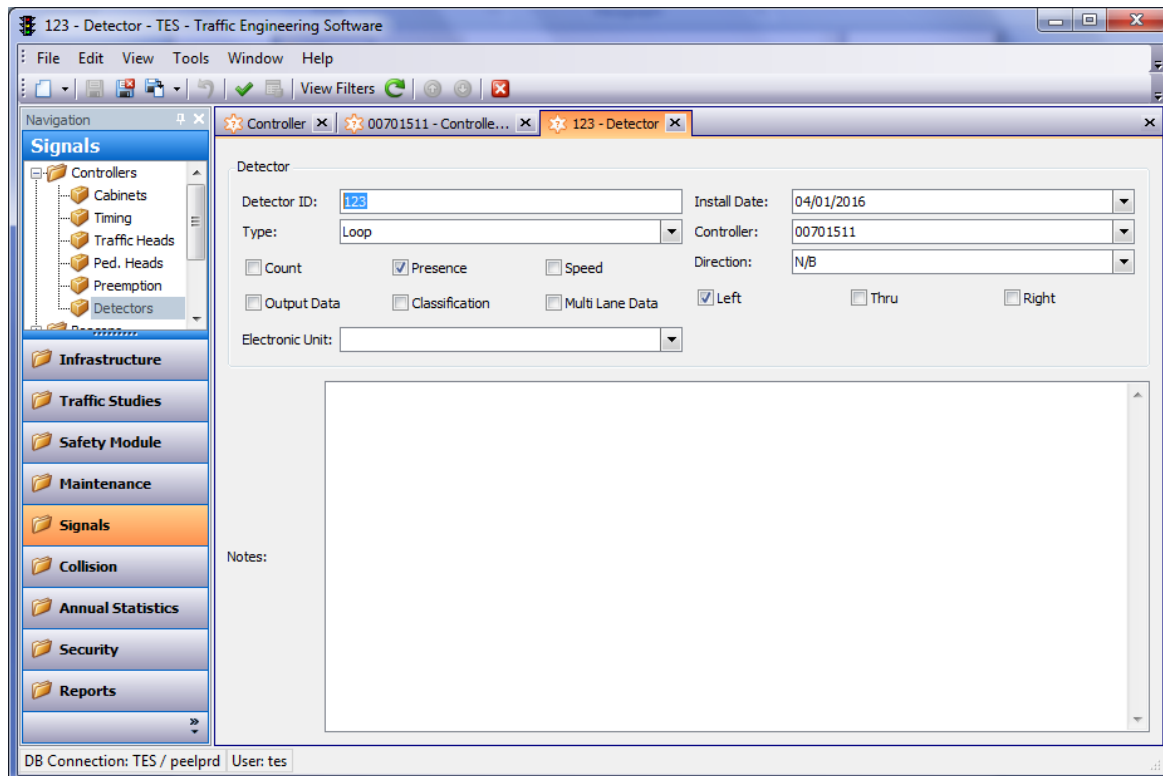 123 - Detector - TES - Traffic Engineering Software
File Edit View Tools Window Help
View Filters
Navigation
Signals
Controllers
Cabinets
Timing
Traffic Heads
Ped. Heads
Preemption
Detectors
Infrastructure
Traffic Studies
Safety Module
Maintenance
Signals
Collision
Annual Statistics
Security
Reports
Controller 00701511 - Controlle... 123 - Detector
Detector
Detector ID: 123 Install Date: 04/01/2016
Type: Loop Controller: 00701511
Count Presence Speed Direction: N/B
Output Data Classification Multi Lane Data Left Thru Right
Electronic Unit:
Notes:
DB Connection: TES / peelprd User: tes